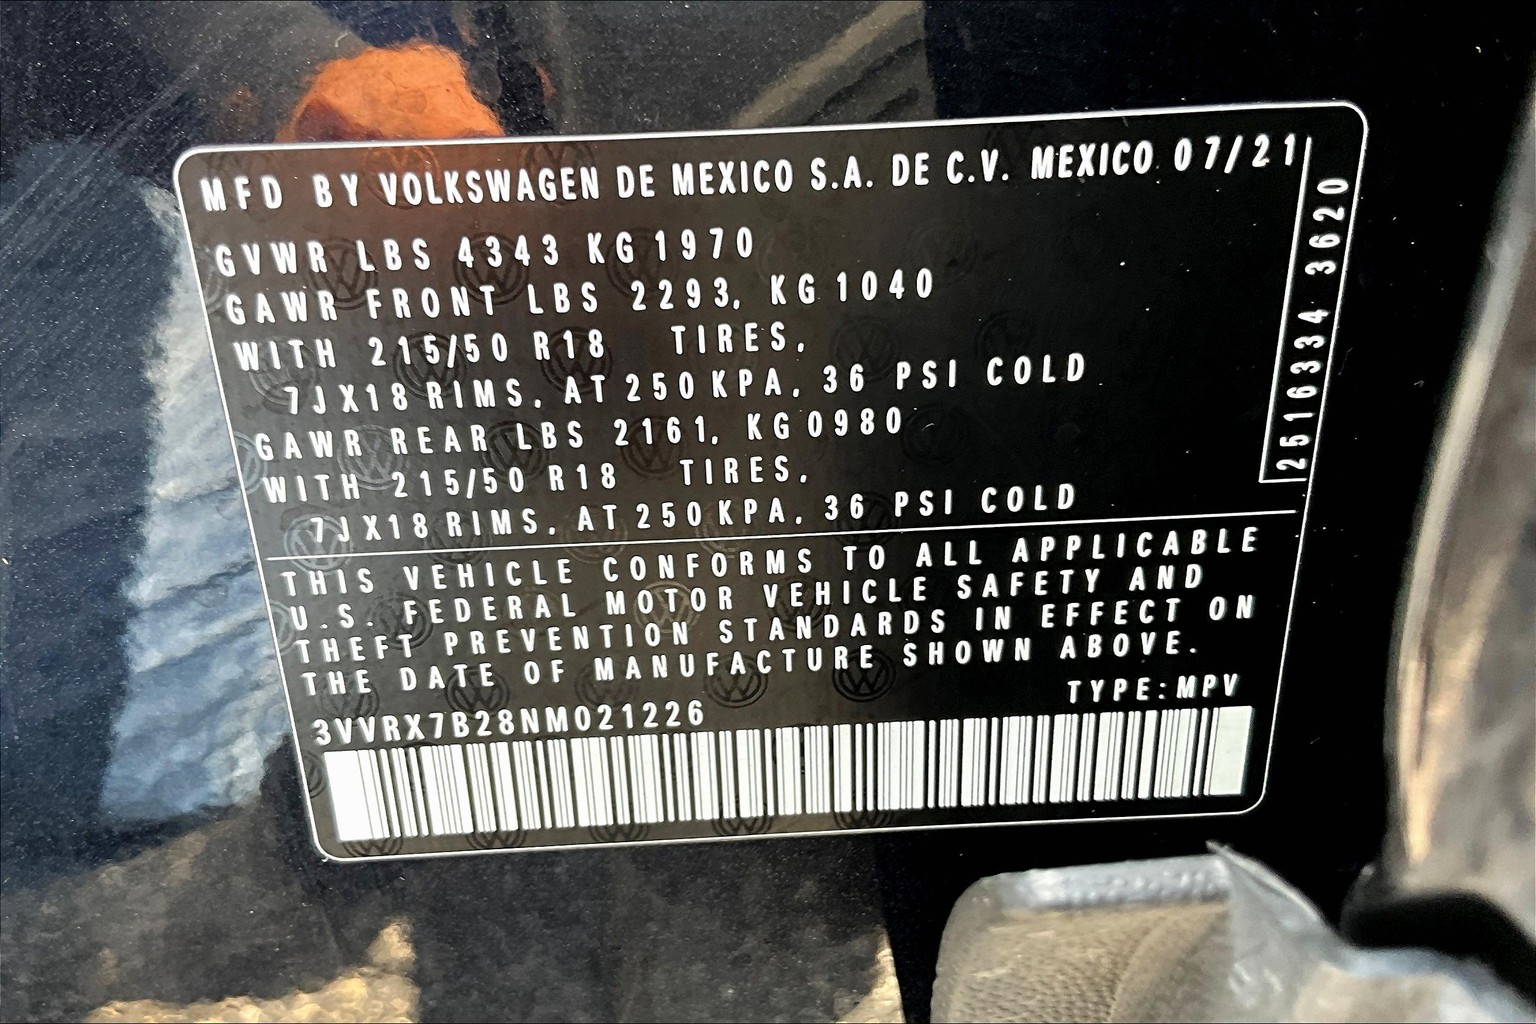 MFD BY VOLKSWAGEN DE MEXICO S.A. DE C.V. MEXICO 07/21
GVWR LBS 4343 KG 1970
GAWR FRONT LBS 2293, KG 1040
WITH 215/50 R18 TIRES,
7JX18 RIMS, AT 250 KPA, 36 PSI COLD
GAWR REAR LBS 2161, KG 0980
WITH 215/50 R18 TIRES,
7JX18 RIMS, AT 250 KPA, 36 PSI COLD
2516334 3620
THIS VEHICLE CONFORMS TO ALL APPLICABLE
U.S. FEDERAL MOTOR VEHICLE SAFETY AND
THEFT PREVENTION STANDARDS IN EFFECT ON
THE DATE OF MANUFACTURE SHOWN ABOVE.
TYPE:MPV
3VVRX7B28NM021226